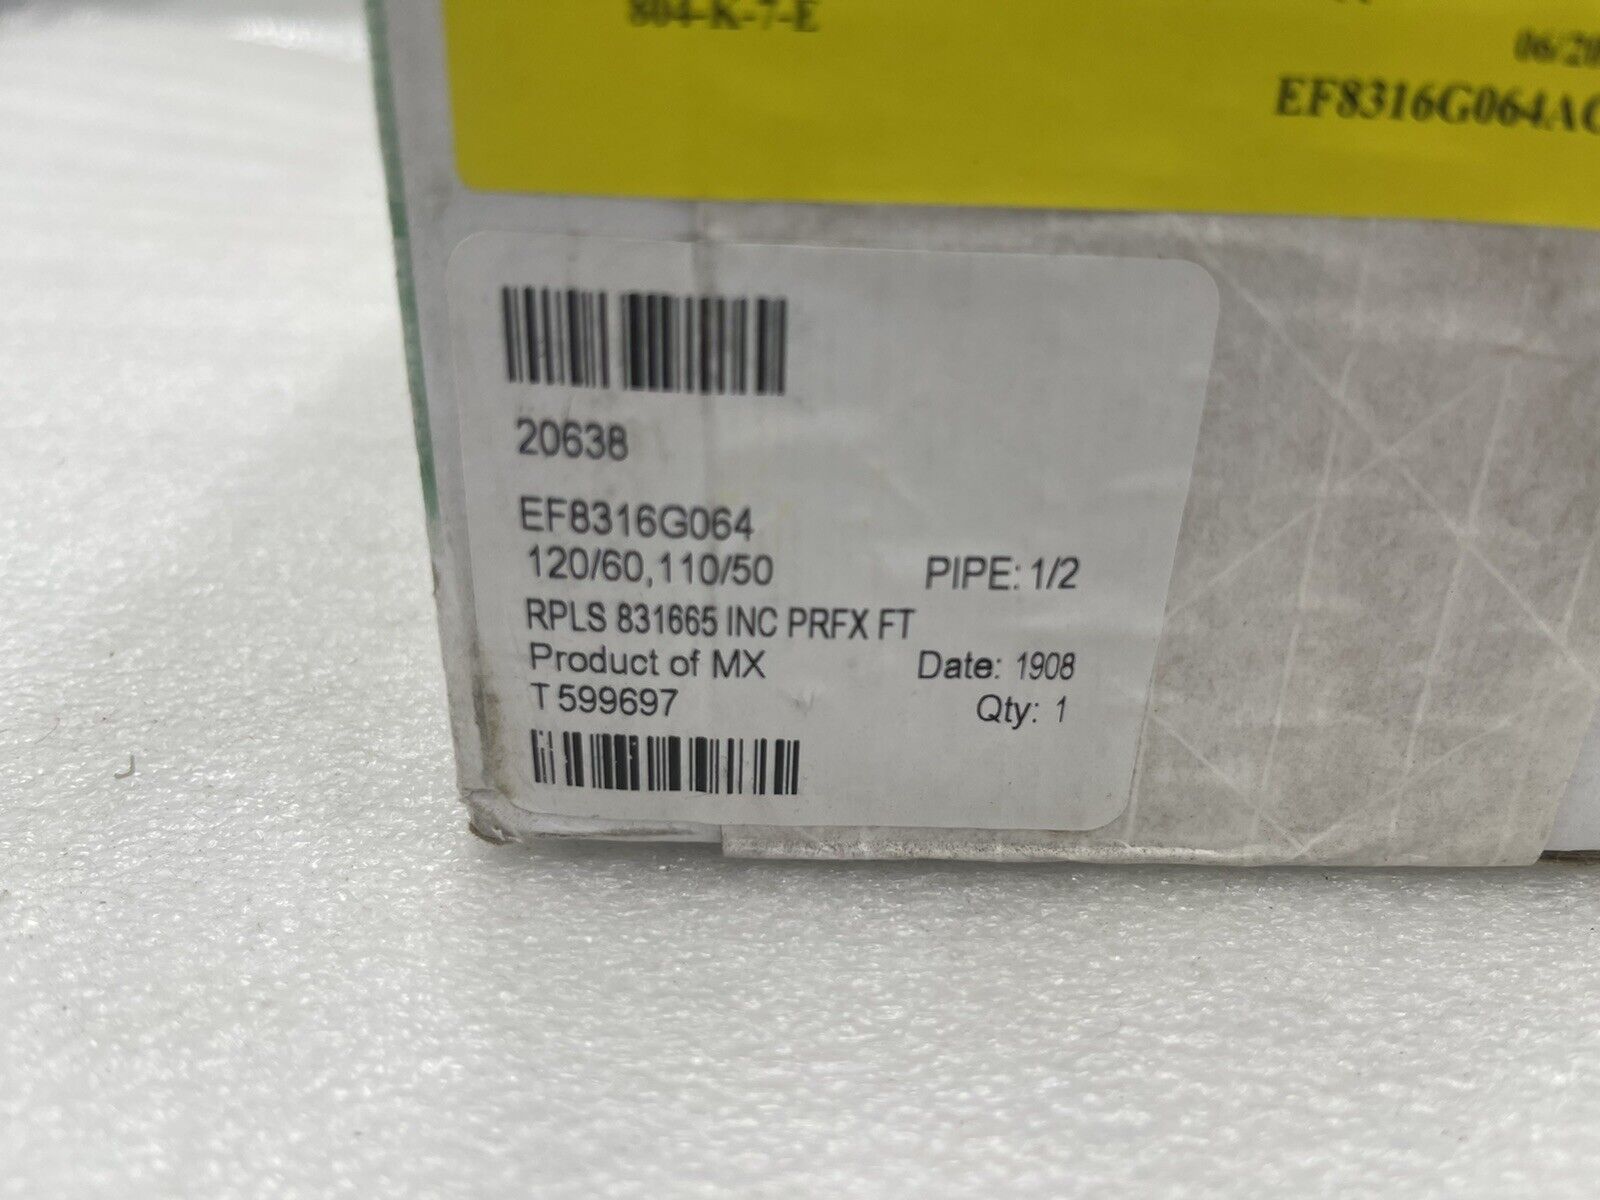 804-K-7-E
06/20
EF8316G064AC
20638
EF8316G064
120/60,110/50 PIPE: 1/2
RPLS 831665 INC PRFX FT
Product of MX Date: 1908
T 599697 Qty: 1